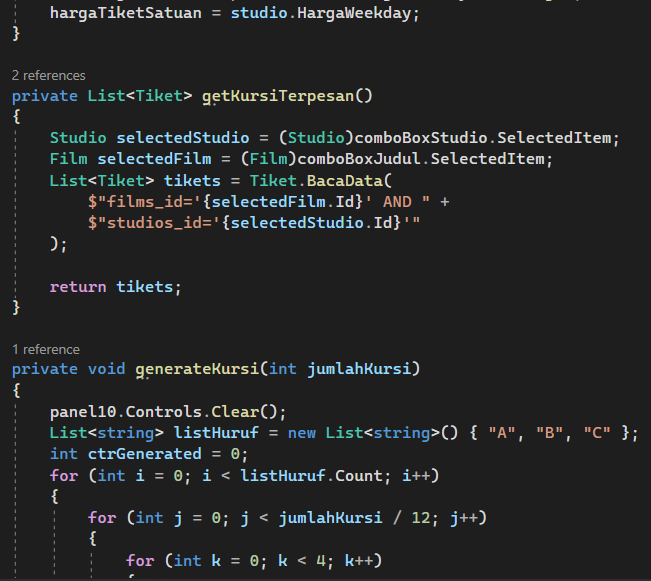 hargaTiketSatuan = studio.HargaWeekday;
}
2 references
private List<Tiket> getKursiTerpesan()
{
Studio selectedStudio = (Studio)comboBoxStudio.SelectedItem;
Film selectedFilm = (Film)comboBoxJudul.SelectedItem;
List<Tiket> tikets = Tiket.BacaData(
$"films_id='{selectedFilm.Id}' AND " +
$"studios_id='{selectedStudio.Id}'"
);
return tikets;
}
1 reference
private void generateKursi(int jumlahKursi)
{
panel10.Controls.Clear();
List<string> listHuruf = new List<string>() { "A", "B", "C" };
int ctrGenerated = 0;
for (int i = 0; i < listHuruf.Count; i++)
{
for (int j = 0; j < jumlahKursi / 12; j++)
{
for (int k = 0; k < 4; k++)